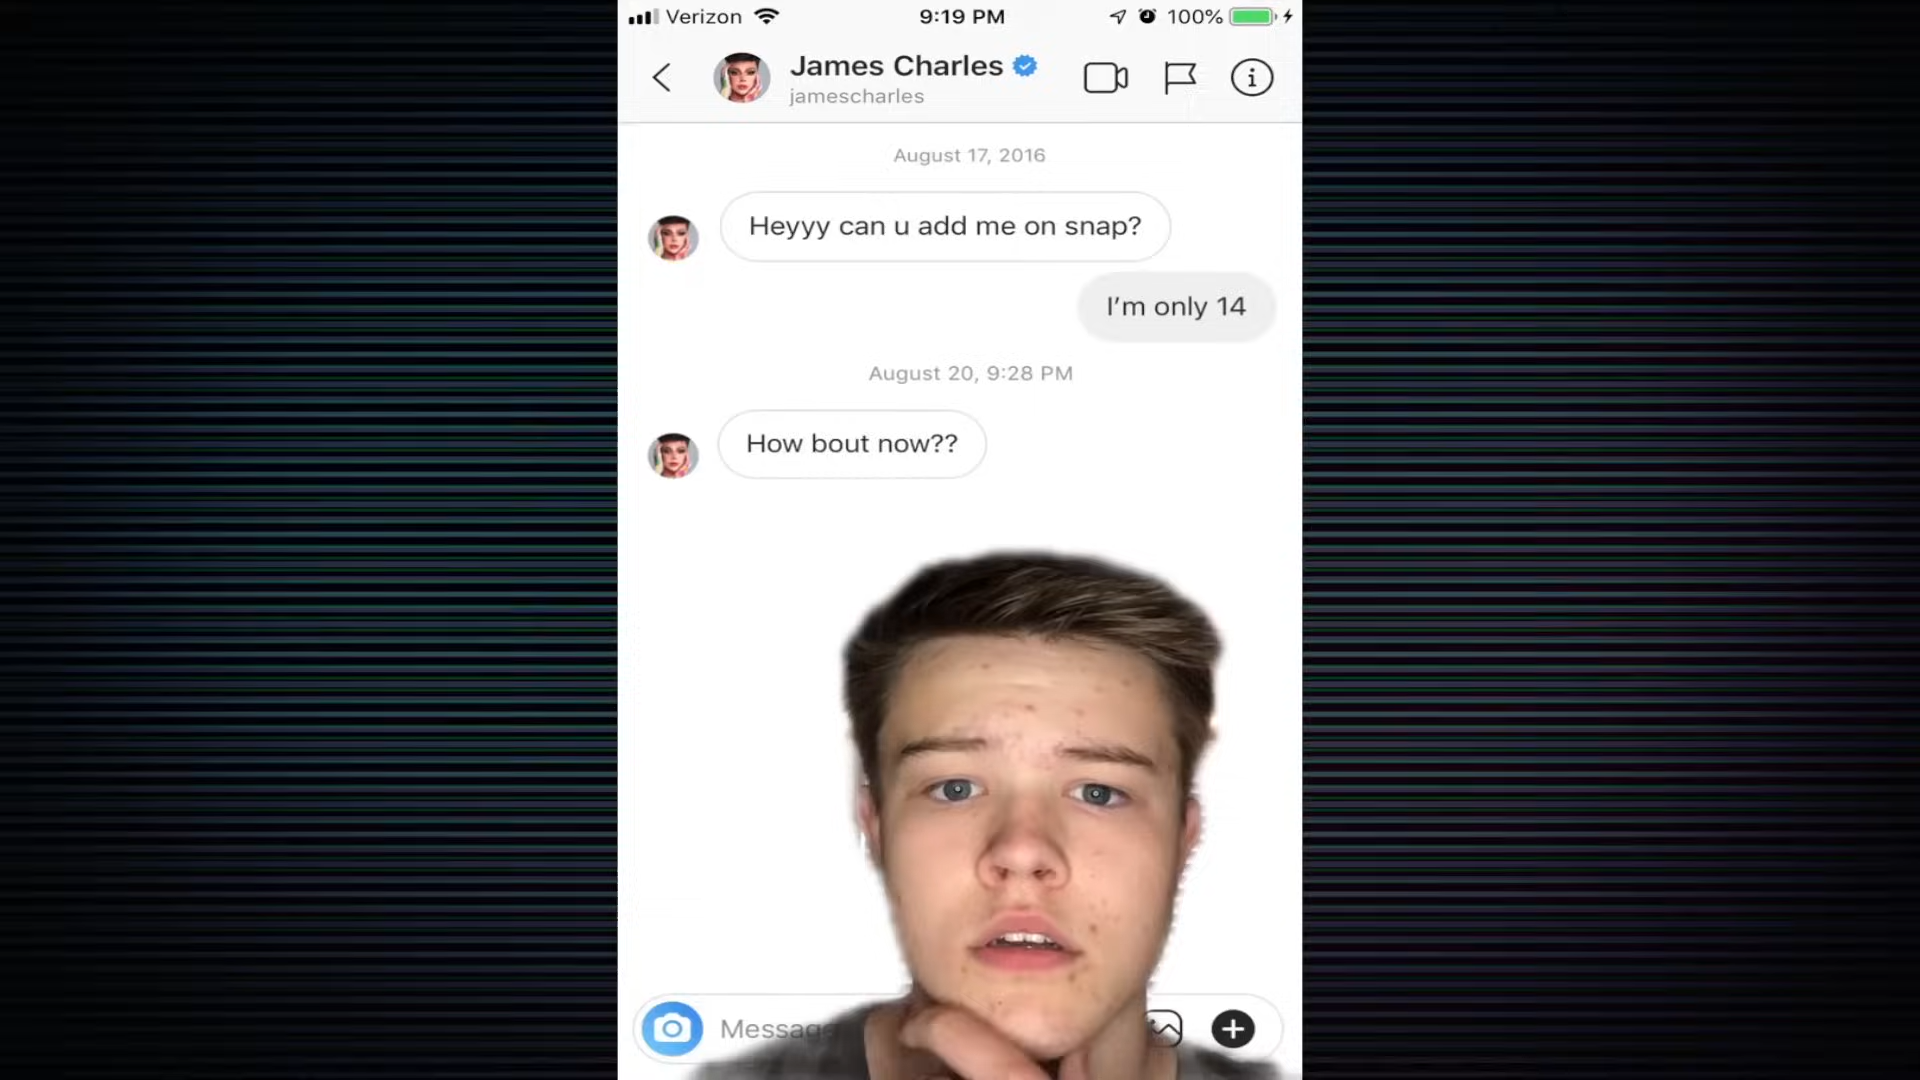 Verizon 9:19 PM 100%
James Charles
jamescharles
August 17, 2016
Heyyy can u add me on snap?
I’m only 14
August 20, 9:28 PM
How bout now??
Messag